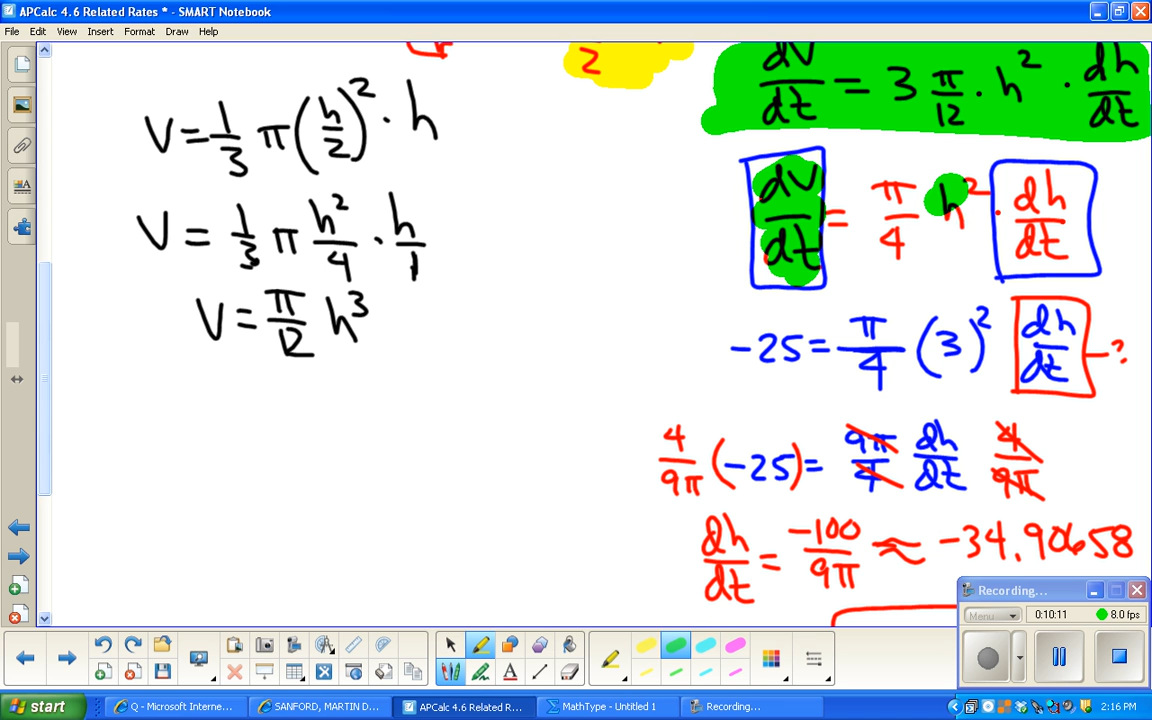 APCalc 4.6 Related Rates * - SMART Notebook
File Edit View Insert Format Draw Help
V = 1/3 π (h/2)² · h
V = 1/3 π h²/4 · h/1
V = π/12 h³
2
dV/dt = 3 π/12 · h² · dh/dt
dV/dt = π/4 h² · dh/dt
-25 = π/4 (3)² dh/dt - ?
4/9π (-25) = 9π/4 dh/dt 4/9π
dh/dt = -100/9π ≈ -34.90658
Recording...
Menu
0:10:11 8.0 fps
start
Q - Microsoft Interne...
SANFORD, MARTIN D...
APCalc 4.6 Related R...
MathType - Untitled 1
Recording...
2:16 PM